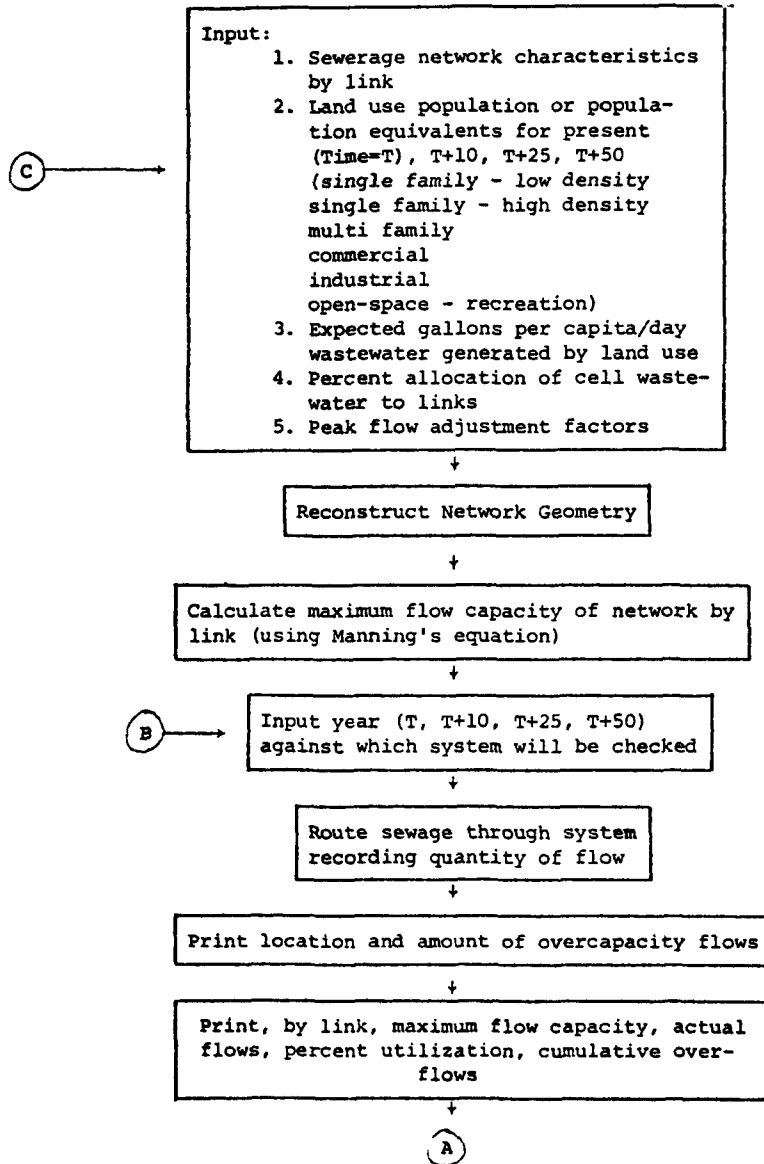 Input:
1. Sewerage network characteristics
by link
2. Land use population or popula-
tion equivalents for present
(Time=T), T+10, T+25, T+50
(single family - low density
single family - high density
multi family
commercial
industrial
open-space - recreation)
3. Expected gallons per capita/day
wastewater generated by land use
4. Percent allocation of cell waste-
water to links
5. Peak flow adjustment factors
C
Reconstruct Network Geometry
Calculate maximum flow capacity of network by
link (using Manning's equation)
B
Input year (T, T+10, T+25, T+50)
against which system will be checked
Route sewage through system
recording quantity of flow
Print location and amount of overcapacity flows
Print, by link, maximum flow capacity, actual
flows, percent utilization, cumulative over-
flows
A